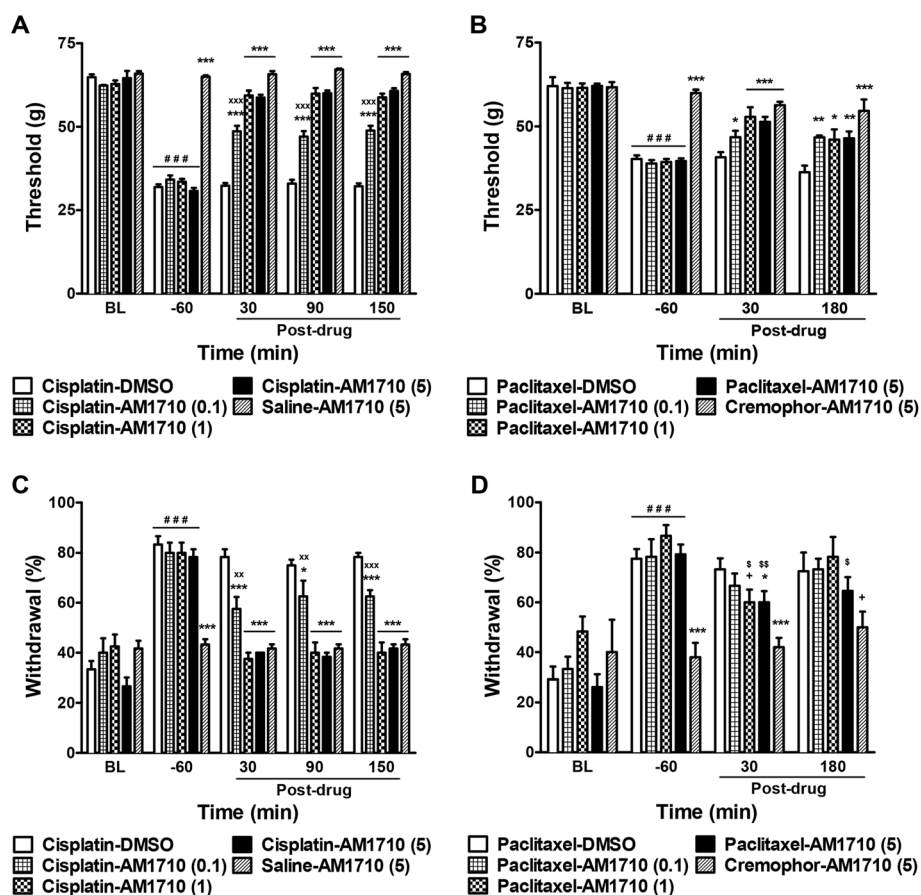 A
75
50
25
0
Threshold (g)
***
# # #
xxx
***
***
xxx
***
***
xxx
***
***
BL -60 30 90 150
Post-drug
Time (min)
Cisplatin-DMSO
Cisplatin-AM1710 (0.1)
Cisplatin-AM1710 (1)
Cisplatin-AM1710 (5)
Saline-AM1710 (5)
B
75
50
25
0
Threshold (g)
# # #
***
*
***
**
*
**
***
BL -60 30 180
Post-drug
Time (min)
Paclitaxel-DMSO
Paclitaxel-AM1710 (0.1)
Paclitaxel-AM1710 (1)
Paclitaxel-AM1710 (5)
Cremophor-AM1710 (5)
C
100
80
60
40
20
0
Withdrawal (%)
# # #
***
xx
***
***
xx
*
***
xxx
***
***
BL -60 30 90 150
Post-drug
Time (min)
Cisplatin-DMSO
Cisplatin-AM1710 (0.1)
Cisplatin-AM1710 (1)
Cisplatin-AM1710 (5)
Saline-AM1710 (5)
D
100
80
60
40
20
0
Withdrawal (%)
# # #
***
$
+
$$
*
***
$
+
BL -60 30 180
Post-drug
Time (min)
Paclitaxel-DMSO
Paclitaxel-AM1710 (0.1)
Paclitaxel-AM1710 (1)
Paclitaxel-AM1710 (5)
Cremophor-AM1710 (5)